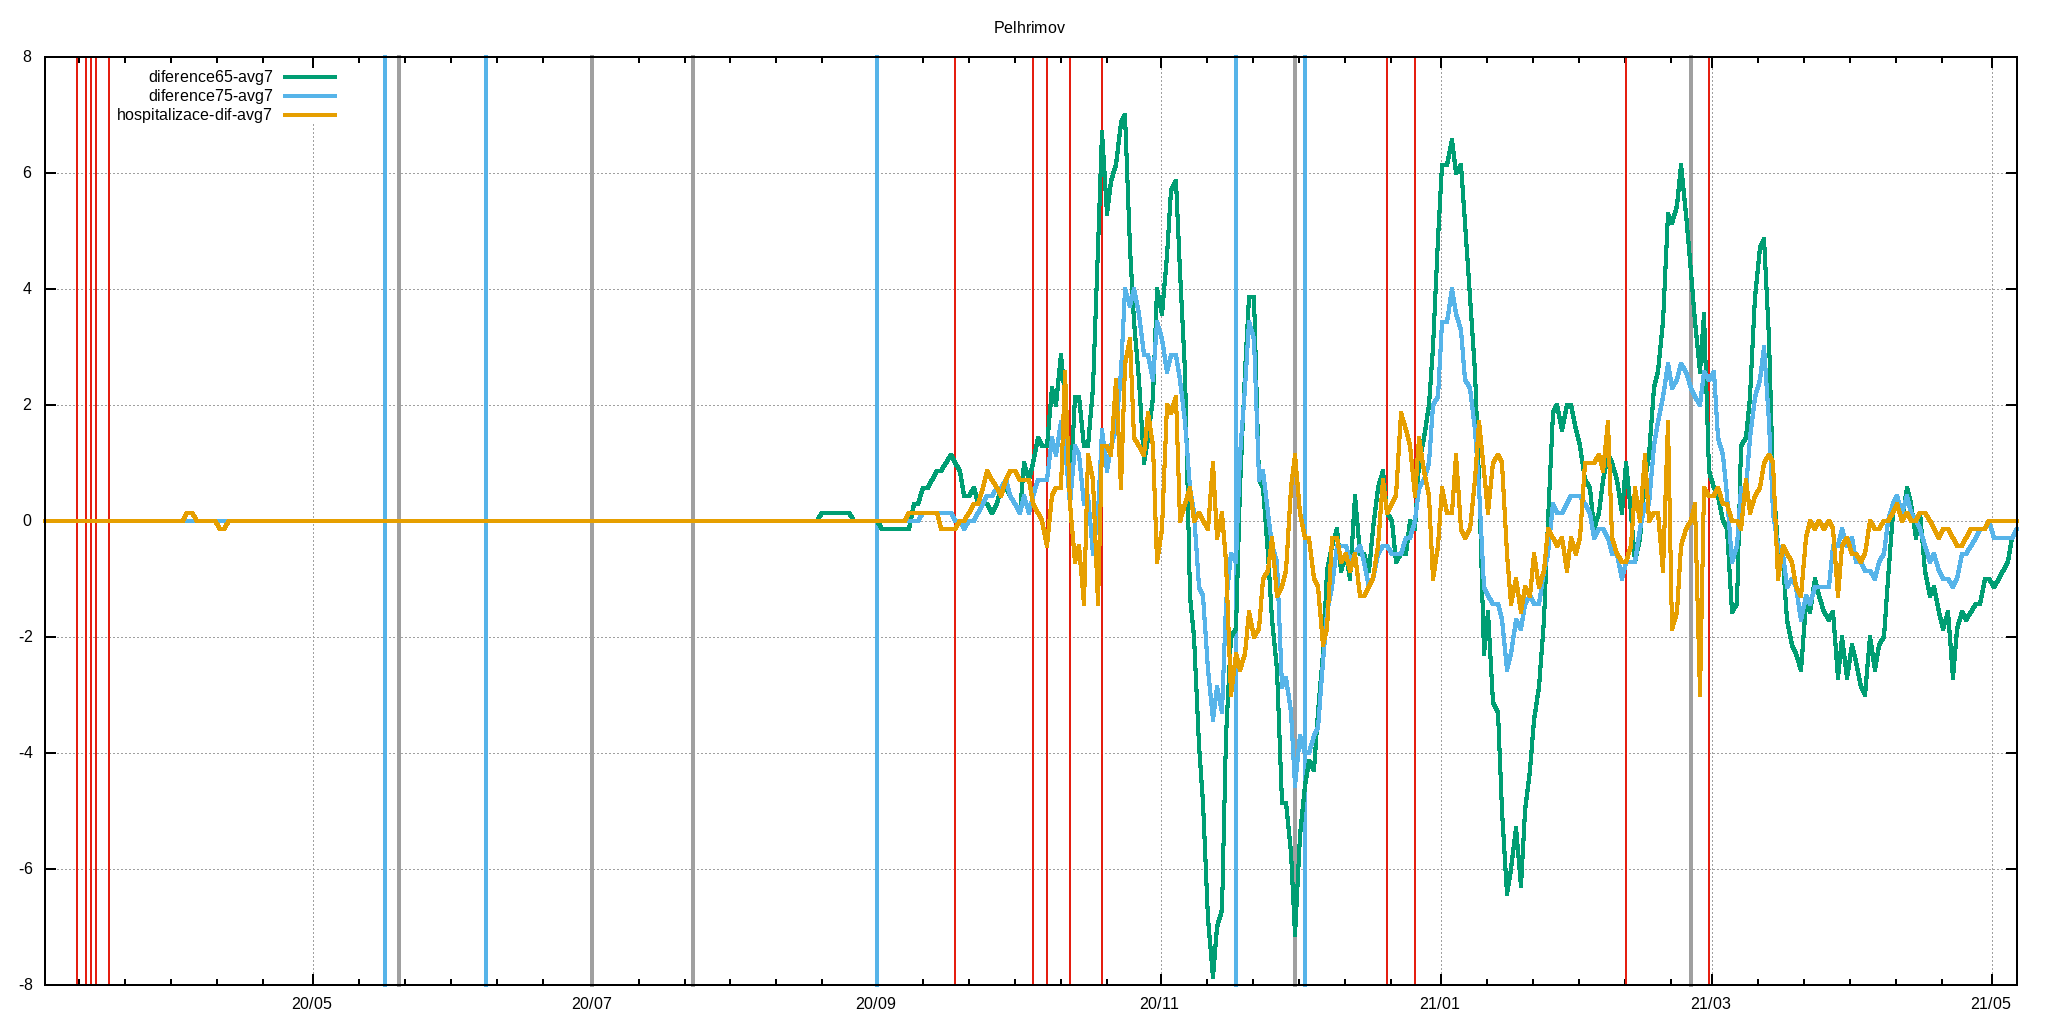 Pelhrimov
diference65-avg7
diference75-avg7
hospitalizace-dif-avg7
8
6
4
2
0
-2
-4
-6
-8
20/05 20/07 20/09 20/11 21/01 21/03 21/05